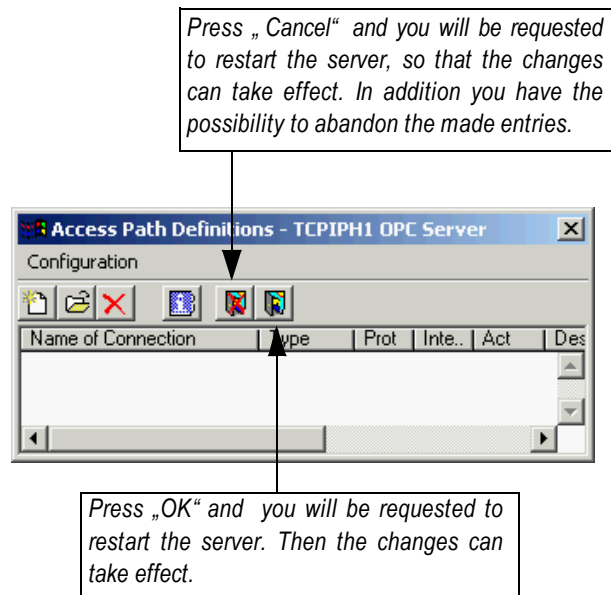 Press „ Cancel“ and you will be requested
to restart the server, so that the changes
can take effect. In addition you have the
possibility to abandon the made entries.
Access Path Definitions - TCPIPH1 OPC Server
Configuration
Name of Connection Type Prot Inte.. Act Des
Press „OK“ and you will be requested to
restart the server. Then the changes can
take effect.